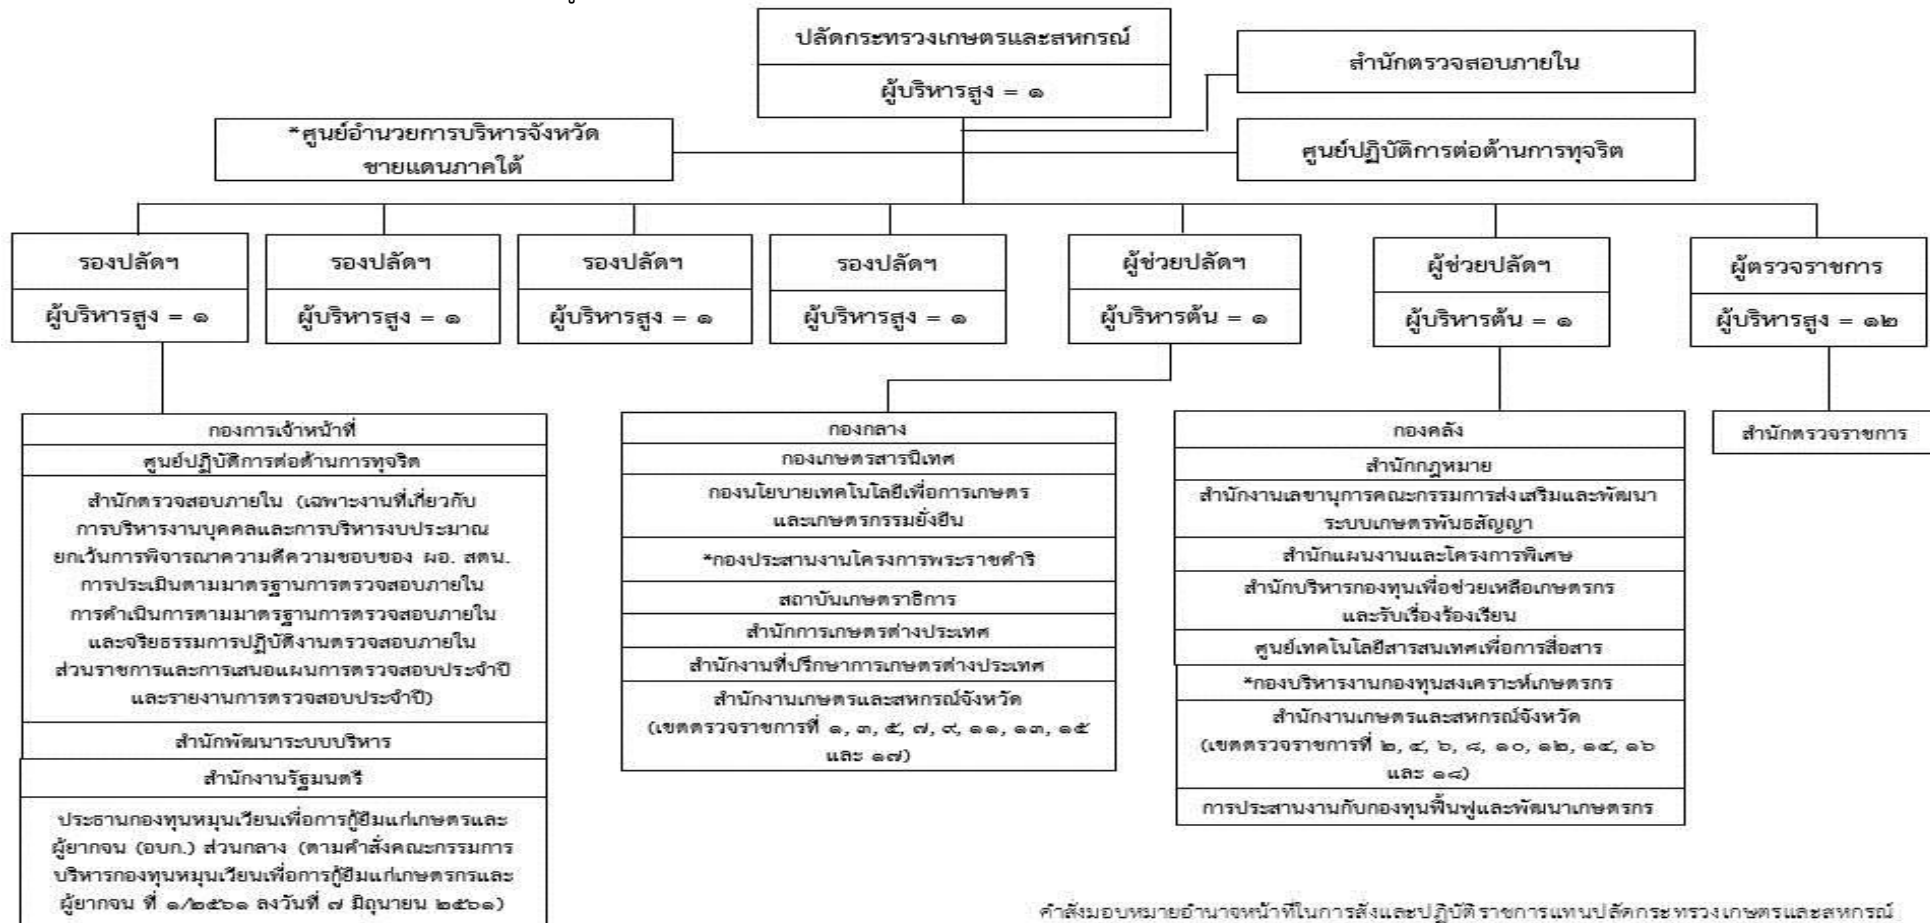 ปลัดกระทรวงเกษตรและสหกรณ์
ผู้บริหารสูง = ๑
สำนักตรวจสอบภายใน
*ศูนย์อำนวยการบริหารจังหวัด
ชายแดนภาคใต้
ศูนย์ปฏิบัติการต่อต้านการทุจริต
รองปลัดฯ
ผู้บริหารสูง = ๑
รองปลัดฯ
ผู้บริหารสูง = ๑
รองปลัดฯ
ผู้บริหารสูง = ๑
รองปลัดฯ
ผู้บริหารสูง = ๑
ผู้ช่วยปลัดฯ
ผู้บริหารต้น = ๑
ผู้ช่วยปลัดฯ
ผู้บริหารต้น = ๑
ผู้ตรวจราชการ
ผู้บริหารสูง = ๑๒
กองการเจ้าหน้าที่
ศูนย์ปฏิบัติการต่อต้านการทุจริต
สำนักตรวจสอบภายใน (เฉพาะงานที่เกี่ยวกับ
การบริหารงานบุคคลและการบริหารงบประมาณ
ยกเว้นการพิจารณาความดีความชอบของ ผอ. สตน.
การประเมินตามมาตรฐานการตรวจสอบภายใน
การดำเนินการตามมาตรฐานการตรวจสอบภายใน
และจริยธรรมการปฏิบัติงานตรวจสอบภายใน
ส่วนราชการและการเสนอแผนการตรวจสอบประจำปี
และรายงานการตรวจสอบประจำปี)
สำนักพัฒนาระบบบริหาร
สำนักงานรัฐมนตรี
ประธานกองทุนหมุนเวียนเพื่อการกู้ยืมแก่เกษตรและ
ผู้ยากจน (อบก.) ส่วนกลาง (ตามคำสั่งคณะกรรมการ
บริหารกองทุนหมุนเวียนเพื่อการกู้ยืมแก่เกษตรกรและ
ผู้ยากจน ที่ ๑/๒๕๖๑ ลงวันที่ ๗ มิถุนายน ๒๕๖๑)
กองกลาง
กองเกษตรสารนิเทศ
กองนโยบายเทคโนโลยีเพื่อการเกษตร
และเกษตรกรรมยั่งยืน
*กองประสานงานโครงการพระราชดำริ
สถาบันเกษตราธิการ
สำนักการเกษตรต่างประเทศ
สำนักงานที่ปรึกษาการเกษตรต่างประเทศ
สำนักงานเกษตรและสหกรณ์จังหวัด
(เขตตรวจราชการที่ ๑, ๓, ๕, ๗, ๙, ๑๑, ๑๓, ๑๕
และ ๑๗)
กองคลัง
สำนักกฎหมาย
สำนักงานเลขานุการคณะกรรมการส่งเสริมและพัฒนา
ระบบเกษตรพันธสัญญา
สำนักแผนงานและโครงการพิเศษ
สำนักบริหารกองทุนเพื่อช่วยเหลือเกษตรกร
และรับเรื่องร้องเรียน
ศูนย์เทคโนโลยีสารสนเทศเพื่อการสื่อสาร
*กองบริหารงานกองทุนสงเคราะห์เกษตรกร
สำนักงานเกษตรและสหกรณ์จังหวัด
(เขตตรวจราชการที่ ๒, ๔, ๖, ๘, ๑๐, ๑๒, ๑๔, ๑๖
และ ๑๘)
การประสานงานกับกองทุนฟื้นฟูและพัฒนาเกษตรกร
สำนักตรวจราชการ
คำสั่งมอบหมายอำนาจหน้าที่ในการสั่งและปฏิบัติราชการแทนปลัดกระทรวงเกษตรและสหกรณ์